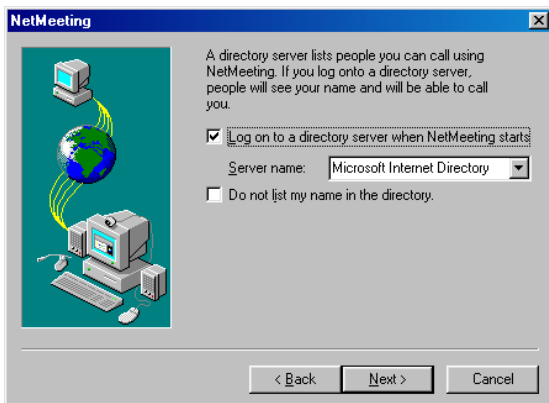 NetMeeting
A directory server lists people you can call using
NetMeeting. If you log onto a directory server,
people will see your name and will be able to call
you.
Log on to a directory server when NetMeeting starts
Server name: Microsoft Internet Directory
Do not list my name in the directory.
< Back Next > Cancel